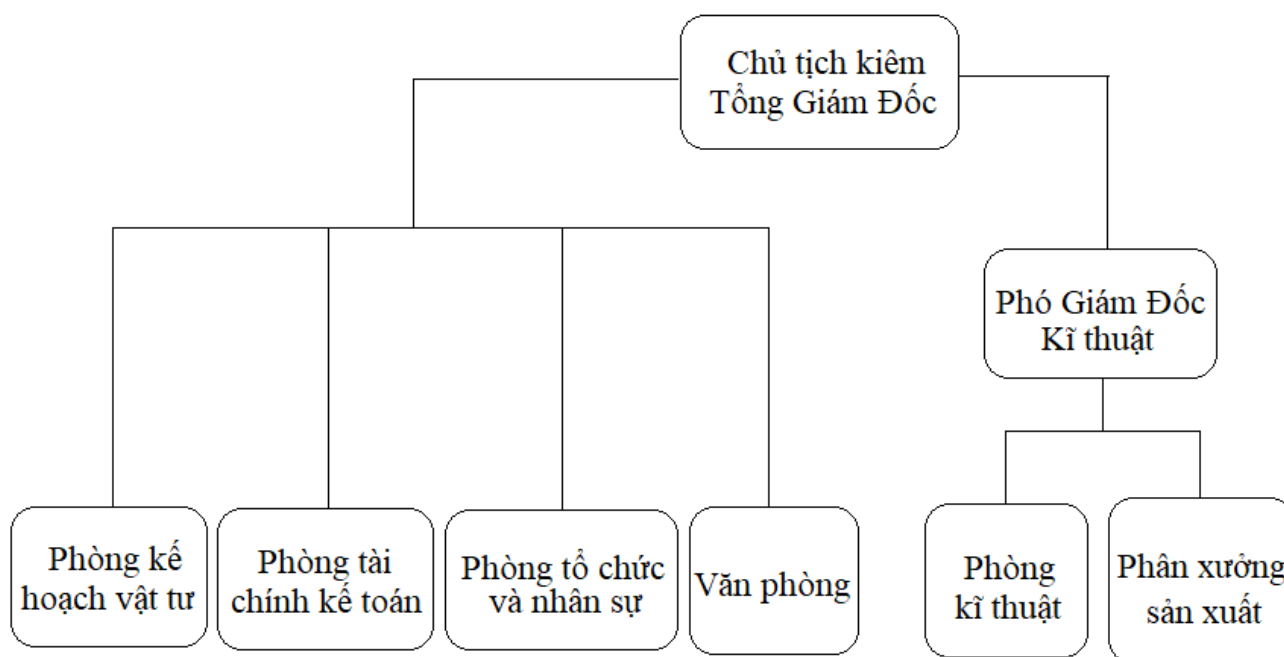 Chủ tịch kiêm
Tổng Giám Đốc
Phó Giám Đốc
Kĩ thuật
Phòng kế
hoạch vật tư
Phòng tài
chính kế toán
Phòng tổ chức
và nhân sự
Văn phòng
Phòng
kĩ thuật
Phân xưởng
sản xuất